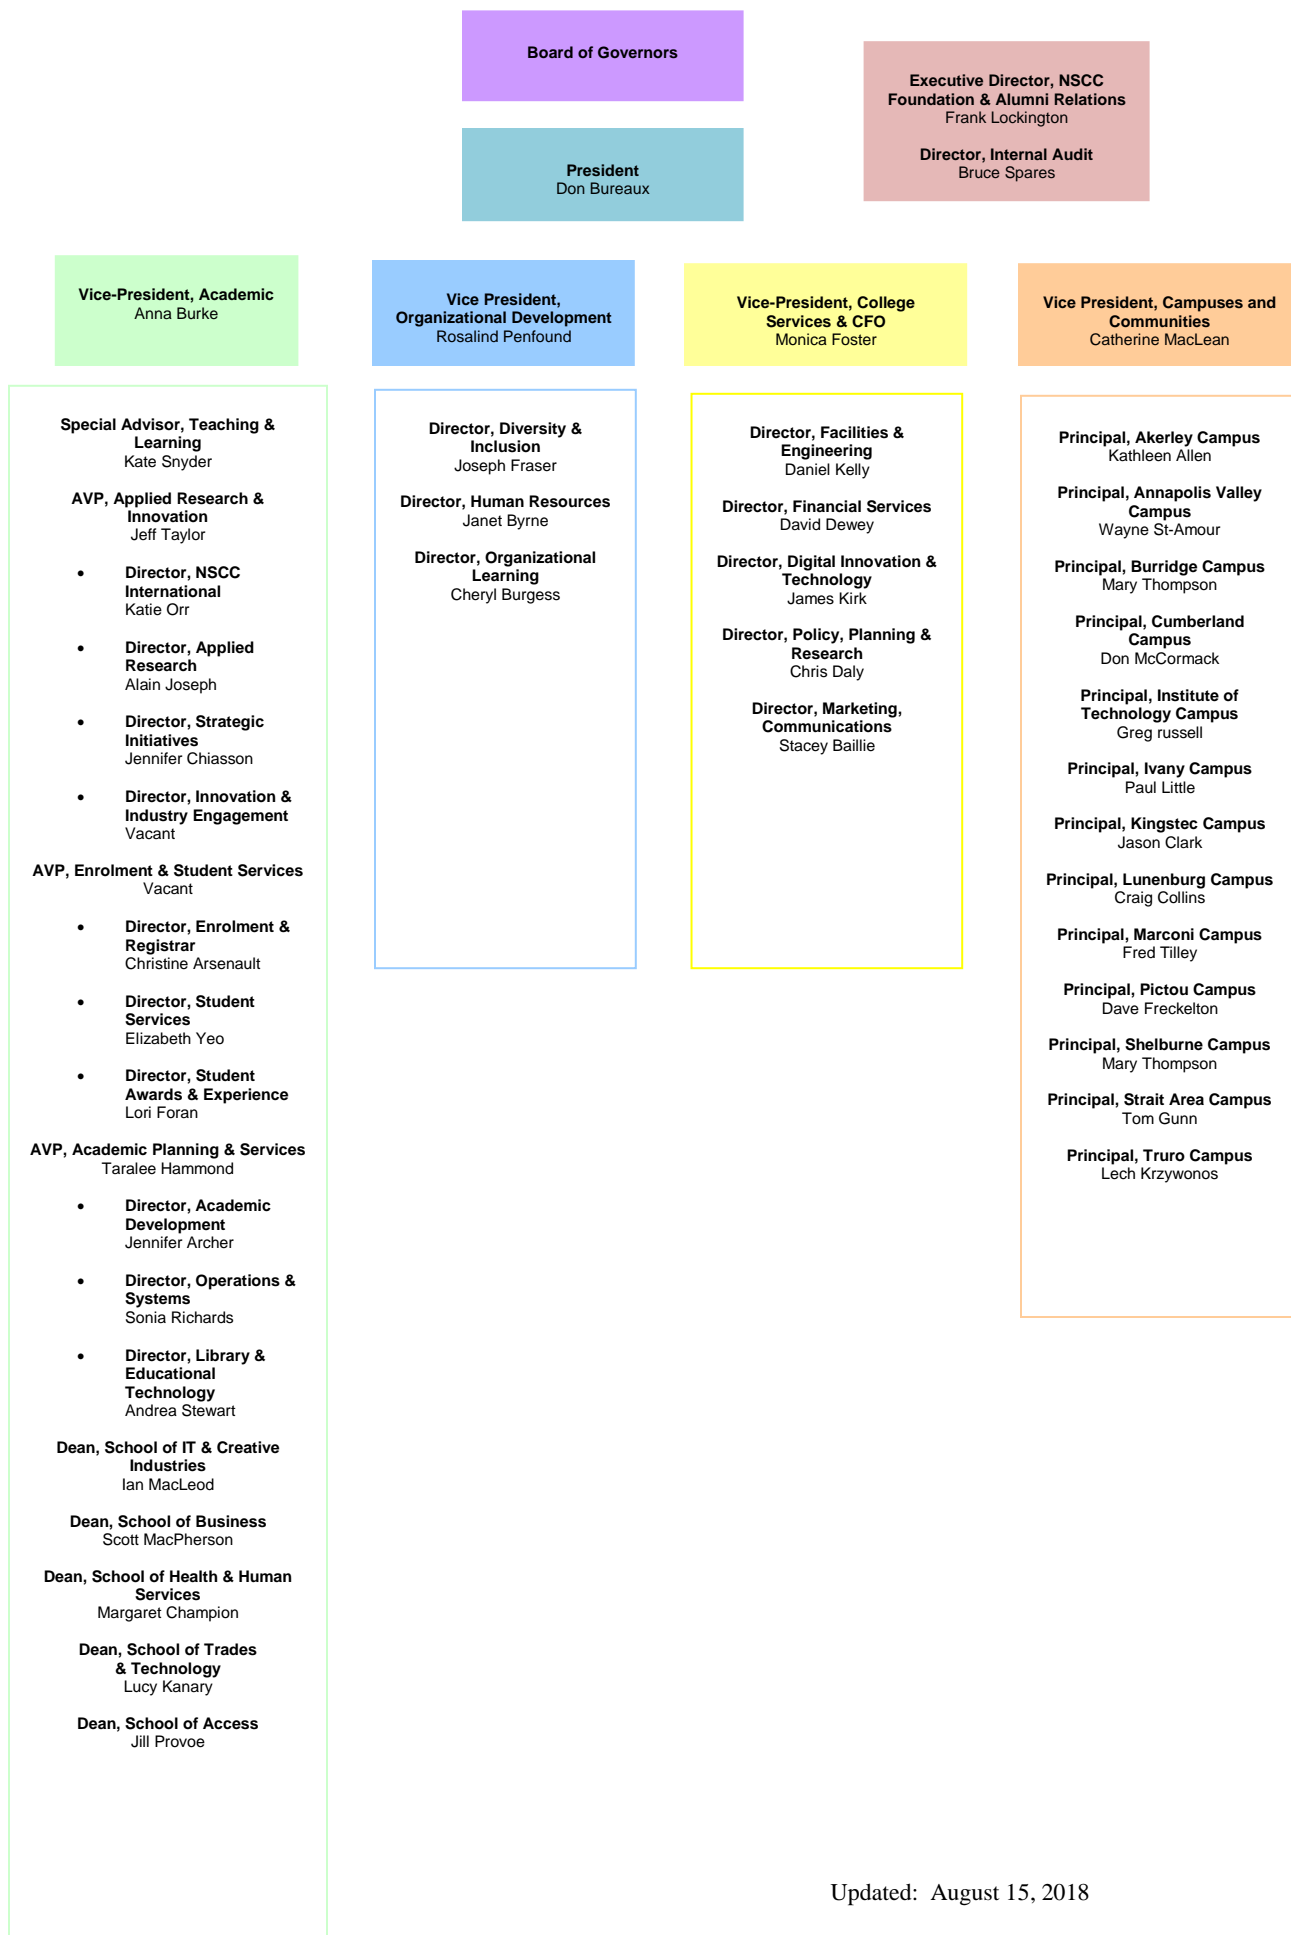 Board of Governors
Executive Director, NSCC
Foundation & Alumni Relations
Frank Lockington
Director, Internal Audit
Bruce Spares
President
Don Bureaux
Vice-President, Academic
Anna Burke
Vice President,
Organizational Development
Rosalind Penfound
Vice-President, College
Services & CFO
Monica Foster
Vice President, Campuses and
Communities
Catherine MacLean
Special Advisor, Teaching &
Learning
Kate Snyder
AVP, Applied Research &
Innovation
Jeff Taylor
• Director, NSCC
International
Katie Orr
• Director, Applied
Research
Alain Joseph
• Director, Strategic
Initiatives
Jennifer Chiasson
• Director, Innovation &
Industry Engagement
Vacant
AVP, Enrolment & Student Services
Vacant
• Director, Enrolment &
Registrar
Christine Arsenault
• Director, Student
Services
Elizabeth Yeo
• Director, Student
Awards & Experience
Lori Foran
AVP, Academic Planning & Services
Taralee Hammond
• Director, Academic
Development
Jennifer Archer
• Director, Operations &
Systems
Sonia Richards
• Director, Library &
Educational
Technology
Andrea Stewart
Dean, School of IT & Creative
Industries
Ian MacLeod
Dean, School of Business
Scott MacPherson
Dean, School of Health & Human
Services
Margaret Champion
Dean, School of Trades
& Technology
Lucy Kanary
Dean, School of Access
Jill Provoe
Director, Diversity &
Inclusion
Joseph Fraser
Director, Human Resources
Janet Byrne
Director, Organizational
Learning
Cheryl Burgess
Director, Facilities &
Engineering
Daniel Kelly
Director, Financial Services
David Dewey
Director, Digital Innovation &
Technology
James Kirk
Director, Policy, Planning &
Research
Chris Daly
Director, Marketing,
Communications
Stacey Baillie
Principal, Akerley Campus
Kathleen Allen
Principal, Annapolis Valley
Campus
Wayne St-Amour
Principal, Burridge Campus
Mary Thompson
Principal, Cumberland
Campus
Don McCormack
Principal, Institute of
Technology Campus
Greg russell
Principal, Ivany Campus
Paul Little
Principal, Kingstec Campus
Jason Clark
Principal, Lunenburg Campus
Craig Collins
Principal, Marconi Campus
Fred Tilley
Principal, Pictou Campus
Dave Freckelton
Principal, Shelburne Campus
Mary Thompson
Principal, Strait Area Campus
Tom Gunn
Principal, Truro Campus
Lech Krzywonos
Updated: August 15, 2018